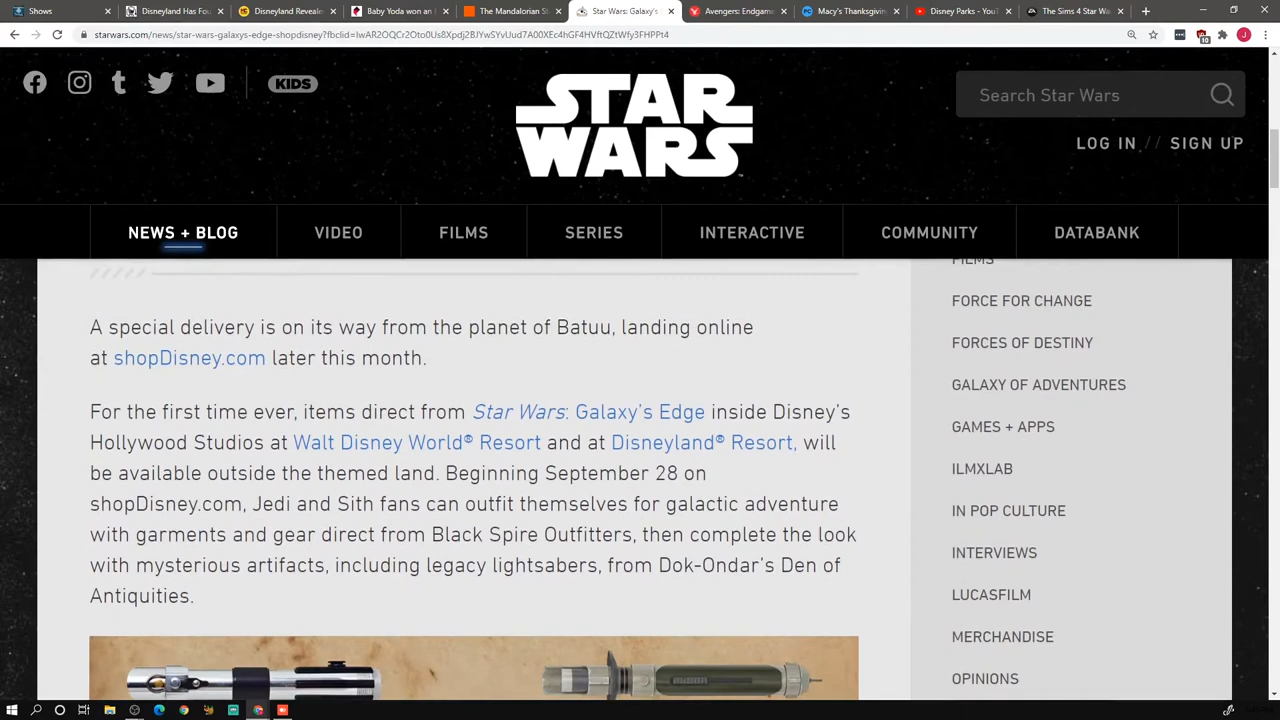 Shows
Disneyland Has Fou
Disneyland Reveale
Baby Yoda won an
The Mandalorian S
Star Wars: Galaxy's
Avengers: Endgam
Macy's Thanksgivin
Disney Parks - YouT
The Sims 4 Star Wa
starwars.com/news/star-wars-galaxys-edge-shopdisney?fbclid=IwAR2OQCr2Oto0Us8Xpdj2BJYwSYvUud7wA00XEc4hGF4HVftQZtWfy3FHPPt4
10
J
KIDS
STAR
WARS
Search Star Wars
LOG IN // SIGN UP
NEWS + BLOG
VIDEO
FILMS
SERIES
INTERACTIVE
COMMUNITY
DATABANK
A special delivery is on its way from the planet of Batuu, landing online
at shopDisney.com later this month.
For the first time ever, items direct from Star Wars: Galaxy's Edge inside Disney's
Hollywood Studios at Walt Disney World® Resort and at Disneyland® Resort, will
be available outside the themed land. Beginning September 28 on
shopDisney.com, Jedi and Sith fans can outfit themselves for galactic adventure
with garments and gear direct from Black Spire Outfitters, then complete the look
with mysterious artifacts, including legacy lightsabers, from Dok-Ondar's Den of
Antiquities.
FILMS
FORCE FOR CHANGE
FORCES OF DESTINY
GALAXY OF ADVENTURES
GAMES + APPS
ILMXLAB
IN POP CULTURE
INTERVIEWS
LUCASFILM
MERCHANDISE
OPINIONS